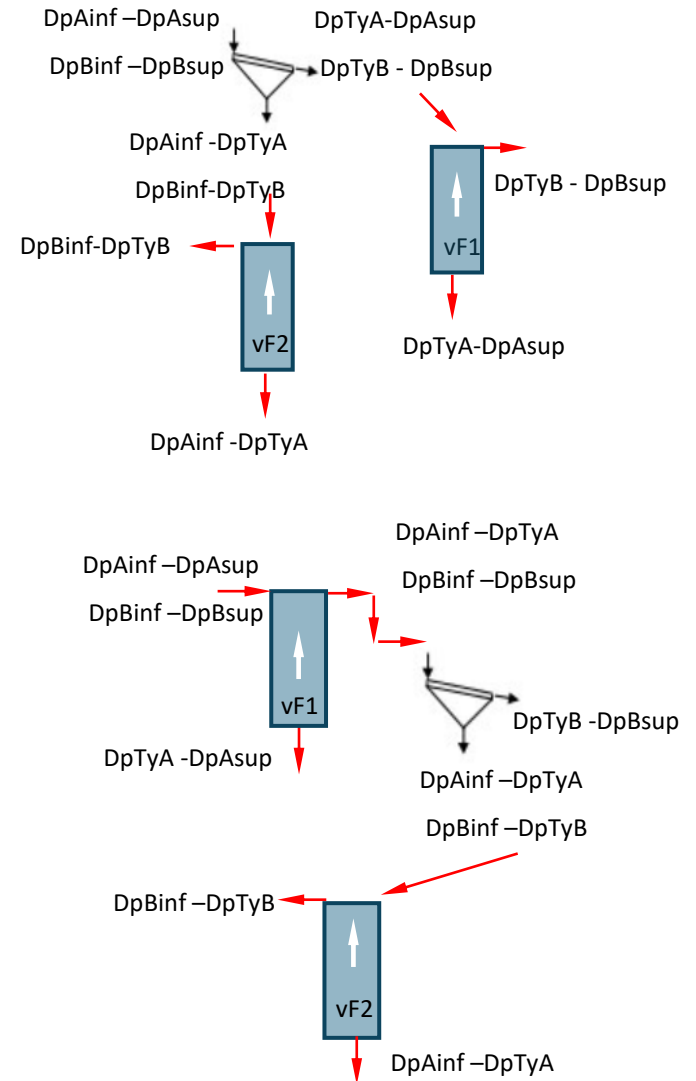 DpAinf –DpAsup
DpTyA-DpAsup
DpBinf –DpBsup
DpTyB - DpBsup
DpAinf -DpTyA
DpBinf-DpTyB
DpTyB - DpBsup
DpBinf-DpTyB
vF1
vF2
DpTyA-DpAsup
DpAinf -DpTyA
DpAinf –DpTyA
DpAinf –DpAsup
DpBinf –DpBsup
DpBinf –DpBsup
vF1
DpTyB -DpBsup
DpTyA -DpAsup
DpAinf –DpTyA
DpBinf –DpTyB
DpBinf –DpTyB
vF2
DpAinf –DpTyA